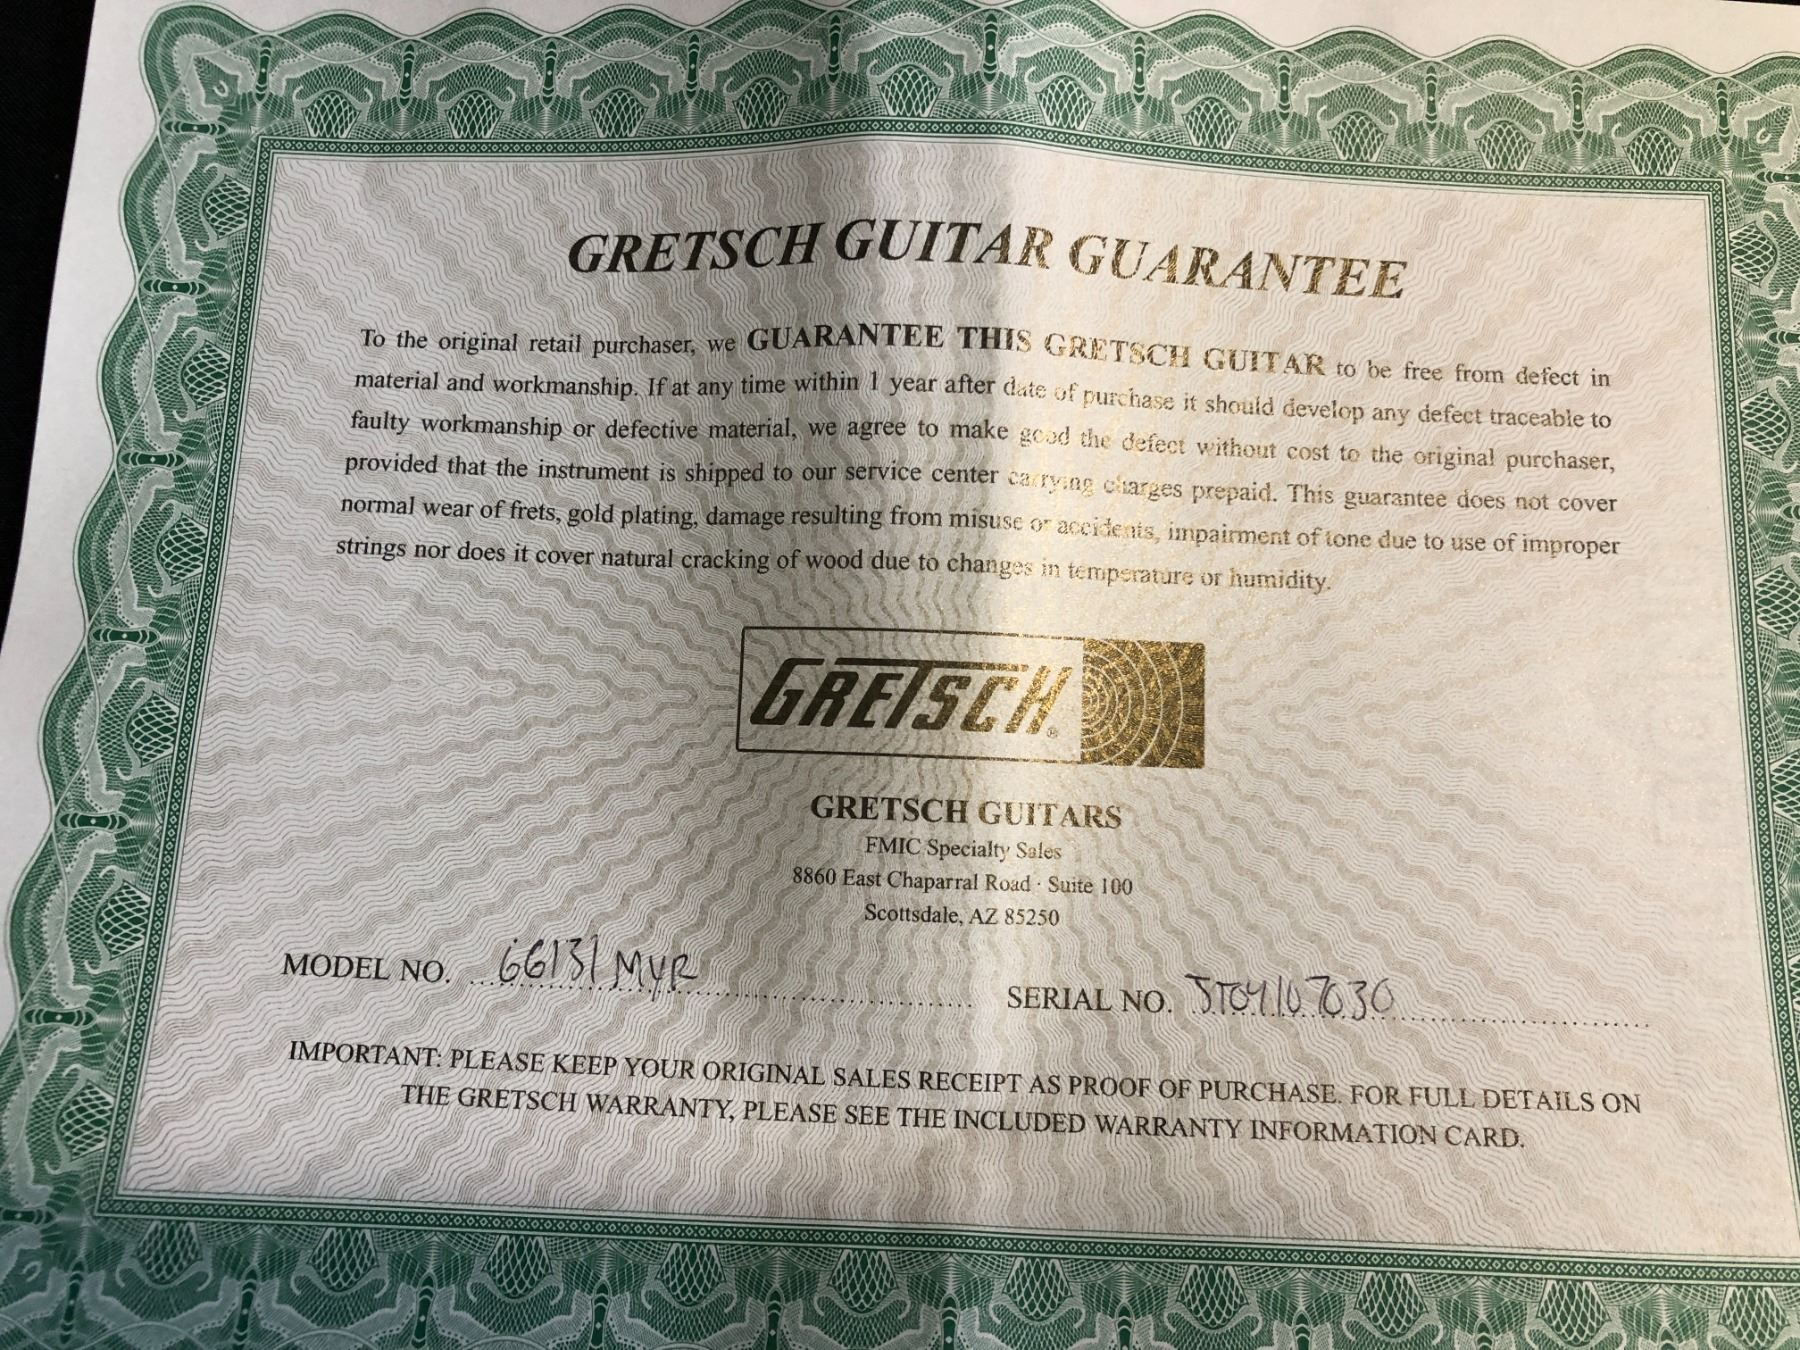 GRETSCH GUITAR GUARANTEE
To the original retail purchaser, we GUARANTEE THIS GRETSCH GUITAR to be free from defect in
material and workmanship. If at any time within 1 year after date of purchase it should develop any defect traceable to
faulty workmanship or defective material, we agree to make good the defect without cost to the original purchaser,
provided that the instrument is shipped to our service center carrying charges prepaid. This guarantee does not cover
normal wear of frets, gold plating, damage resulting from misuse or accidents, impairment of tone due to use of improper
strings nor does it cover natural cracking of wood due to changes in temperature or humidity.
GRETSCH®
GRETSCH GUITARS
FMIC Specialty Sales
8860 East Chaparral Road · Suite 100
Scottsdale, AZ 85250
MODEL NO. G6131MYR
SERIAL NO. JT04107030
IMPORTANT: PLEASE KEEP YOUR ORIGINAL SALES RECEIPT AS PROOF OF PURCHASE. FOR FULL DETAILS ON
THE GRETSCH WARRANTY, PLEASE SEE THE INCLUDED WARRANTY INFORMATION CARD.